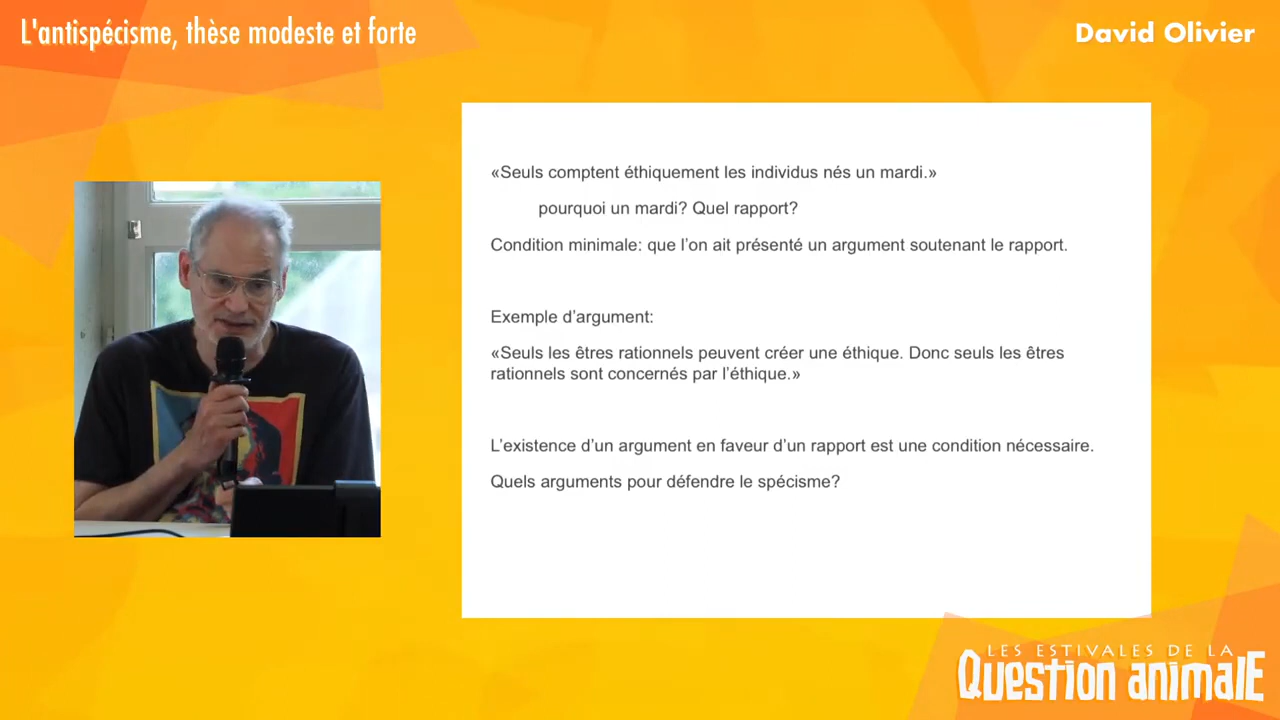 L'antispécisme, thèse modeste et forte
David Olivier
«Seuls comptent éthiquement les individus nés un mardi.»
pourquoi un mardi? Quel rapport?
Condition minimale: que l’on ait présenté un argument soutenant le rapport.
Exemple d’argument:
«Seuls les êtres rationnels peuvent créer une éthique. Donc seuls les êtres
rationnels sont concernés par l’éthique.»
L’existence d’un argument en faveur d’un rapport est une condition nécessaire.
Quels arguments pour défendre le spécisme?
LES ESTIVALES DE LA
QUESTION ANIMALE